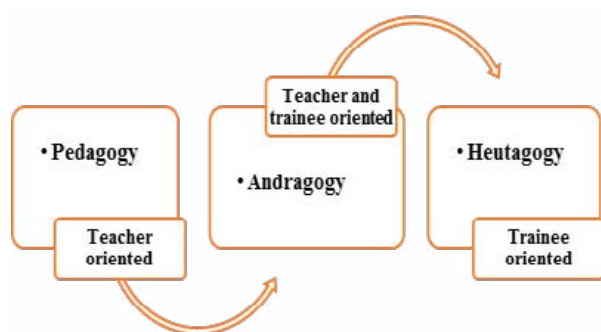 • Pedagogy
Teacher
oriented
Teacher and
trainee oriented
• Andragogy
• Heutagogy
Trainee
oriented